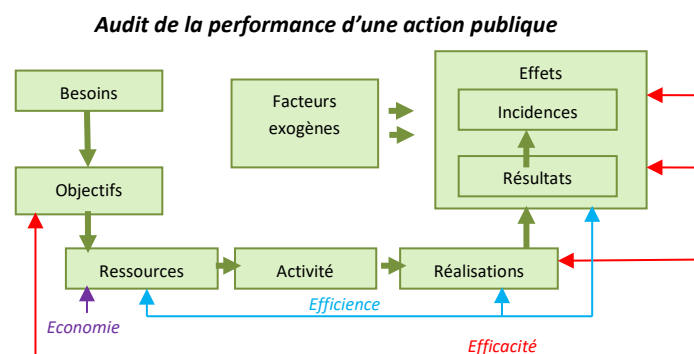 Audit de la performance d’une action publique
Effets
Besoins
Facteurs
exogènes
Incidences
Objectifs
Résultats
Ressources
Activité
Réalisations
Efficience
Economie
Efficacité